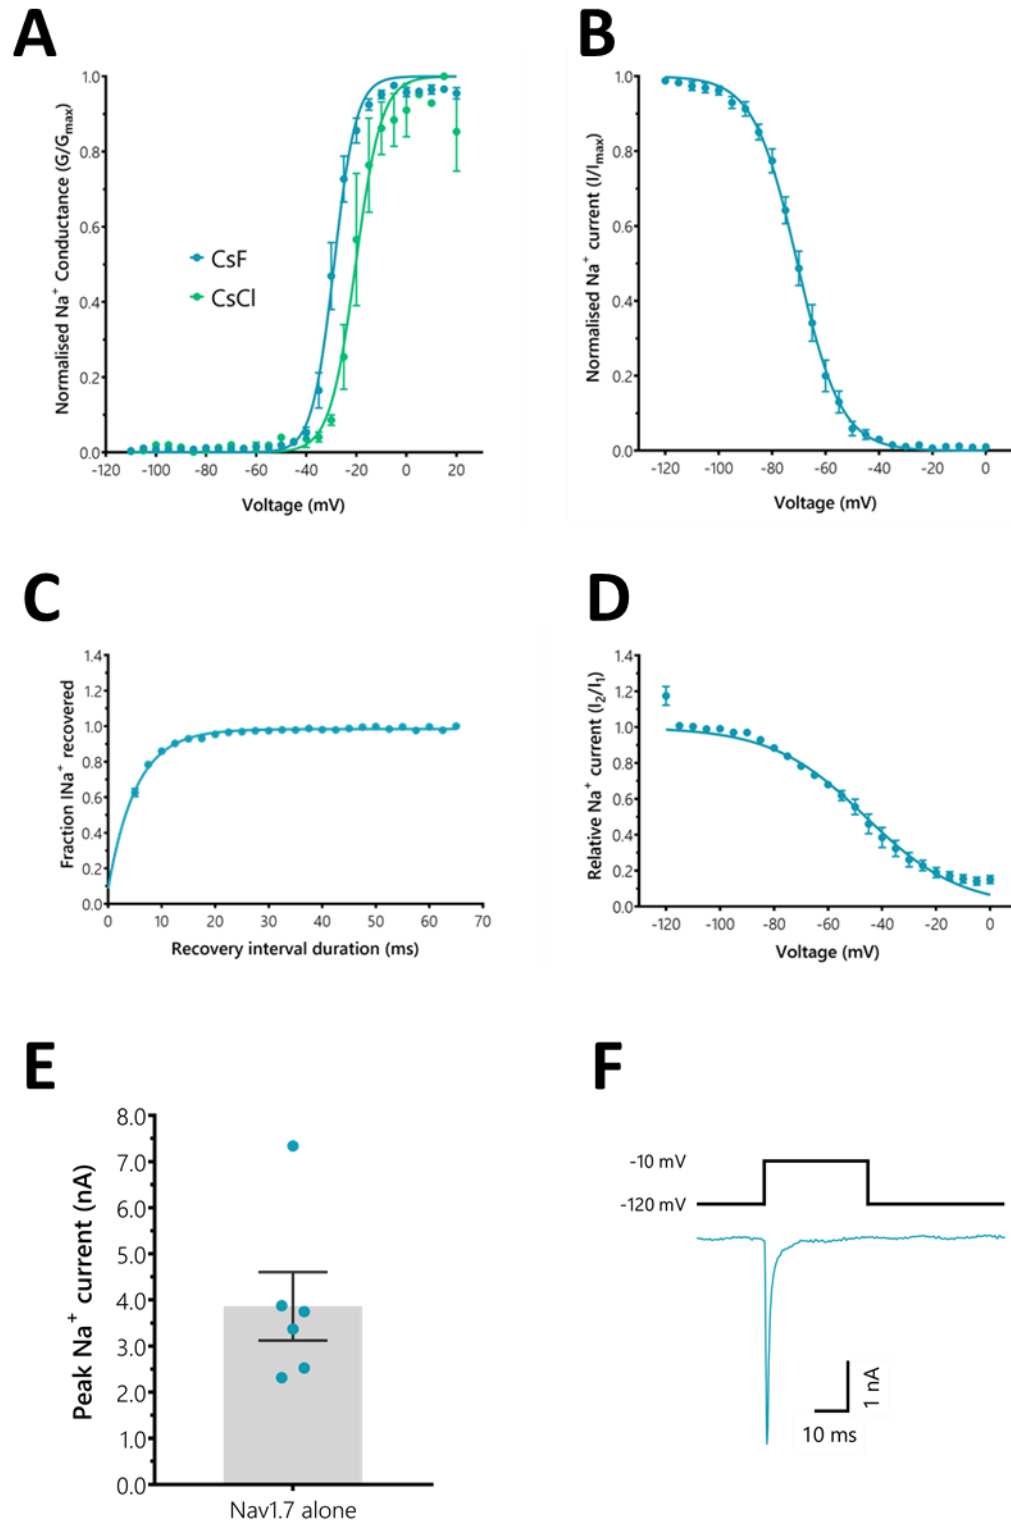 A
Normalised Na⁺ Conductance (G/Gmax)
1.0
0.8
0.6
0.4
0.2
0.0
CsF
CsCl
-120 -100 -80 -60 -40 -20 0 20
Voltage (mV)
B
Normalised Na⁺ current (I/Imax)
1.0
0.8
0.6
0.4
0.2
0.0
-120 -100 -80 -60 -40 -20 0
Voltage (mV)
C
Fraction INa⁺ recovered
1.4
1.2
1.0
0.8
0.6
0.4
0.2
0.0
0 10 20 30 40 50 60 70
Recovery interval duration (ms)
D
Relative Na⁺ current (I₂/I₁)
1.4
1.2
1.0
0.8
0.6
0.4
0.2
0.0
-120 -100 -80 -60 -40 -20 0
Voltage (mV)
E
Peak Na⁺ current (nA)
8.0
7.0
6.0
5.0
4.0
3.0
2.0
1.0
0.0
Nav1.7 alone
F
-10 mV
-120 mV
1 nA
10 ms